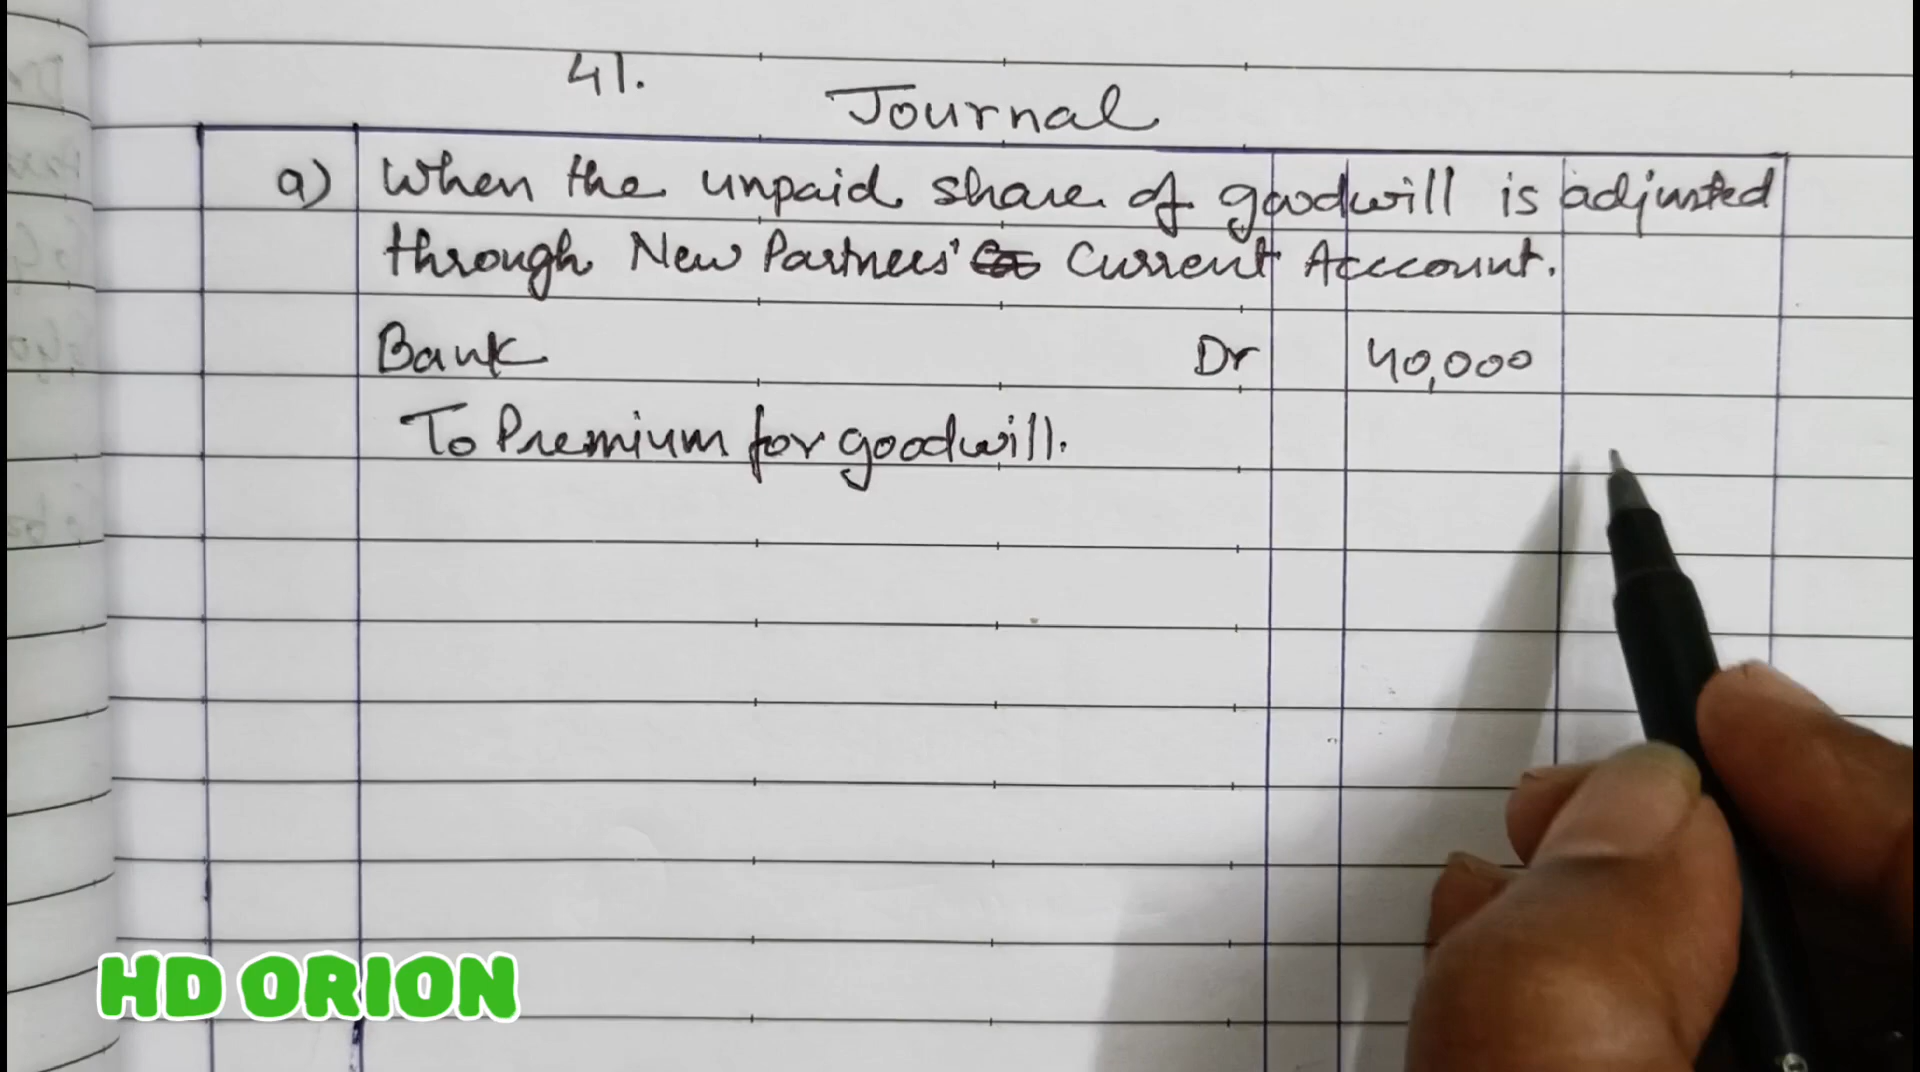 41.
Journal
a) When the unpaid share of goodwill is adjusted
through New Partners' Current Acccount.
Bank Dr 40,000
To Premium for goodwill.
HD ORION